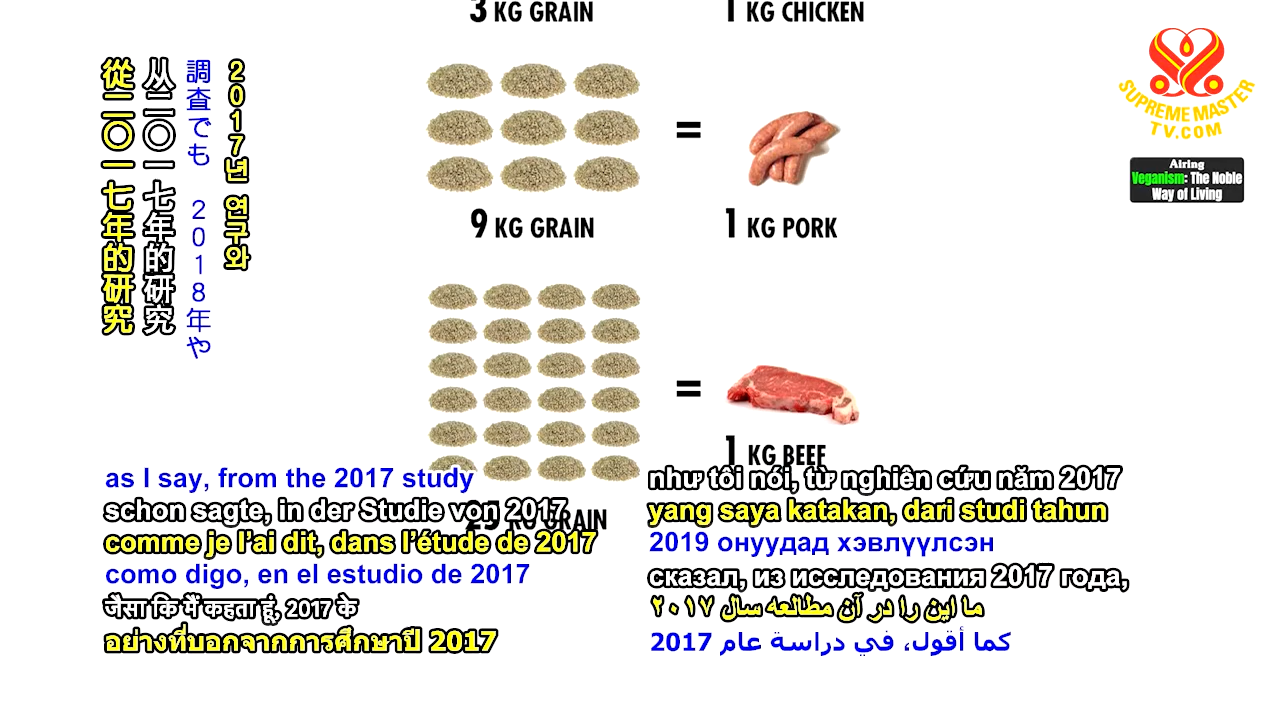 3 KG GRAIN
1 KG CHICKEN
=
9 KG GRAIN
1 KG PORK
=
25 KG GRAIN
1 KG BEEF
SUPREME MASTER
TV.COM
Airing
Veganism: The Noble
Way of Living
從二〇一七年的研究
从二〇一七年的研究
調査でも 2018年や
2017년 연구와
as I say, from the 2017 study
schon sagte, in der Studie von 2017
comme je l’ai dit, dans l’étude de 2017
como digo, en el estudio de 2017
जैसा कि मैं कहता हूं, 2017 के
อย่างที่บอกจากการศึกษาปี 2017
như tôi nói, từ nghiên cứu năm 2017
yang saya katakan, dari studi tahun
2019 онуудад хэвлүүлсэн
сказал, из исследования 2017 года,
ما این را در آن مطالعه سال ۲۰۱۷
كما أقول، في دراسة عام 2017